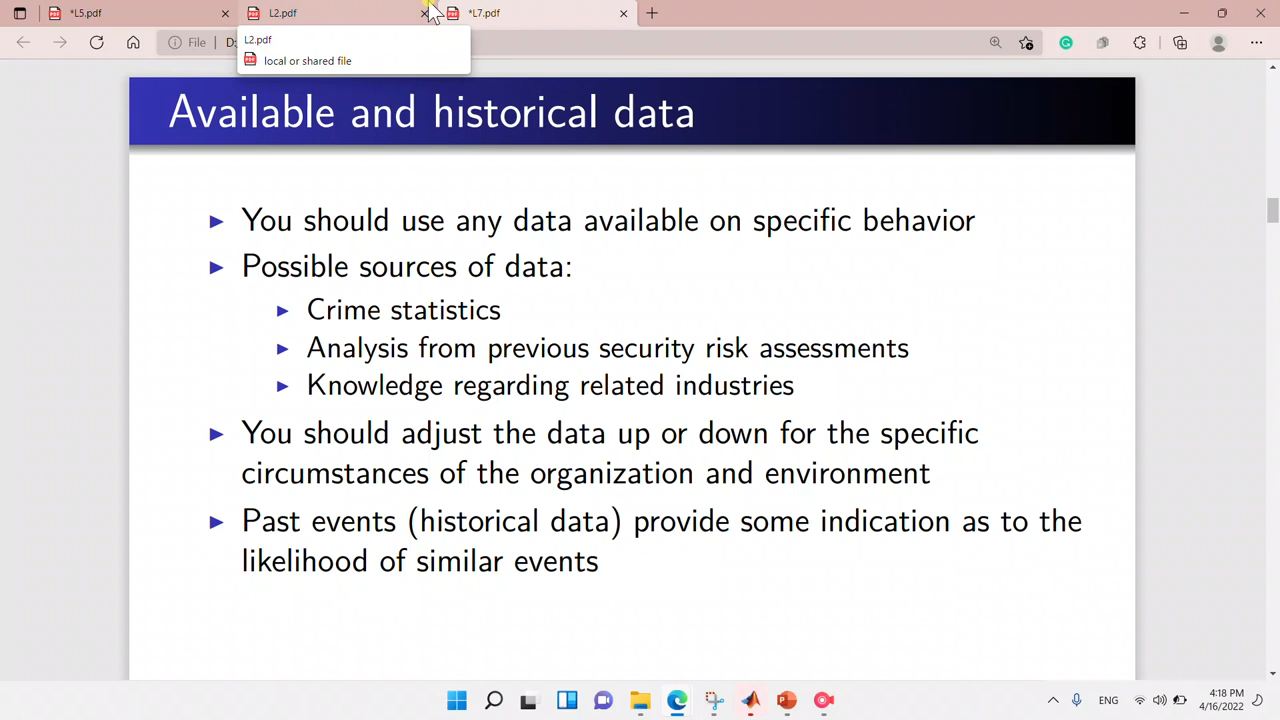 *L5.pdf
L2.pdf
*L7.pdf
File
L2.pdf
local or shared file
Available and historical data
You should use any data available on specific behavior
Possible sources of data:
Crime statistics
Analysis from previous security risk assessments
Knowledge regarding related industries
You should adjust the data up or down for the specific
circumstances of the organization and environment
Past events (historical data) provide some indication as to the
likelihood of similar events
ENG
4:18 PM
4/16/2022